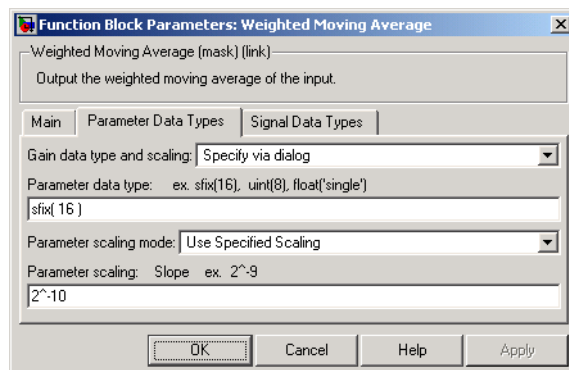 Function Block Parameters: Weighted Moving Average
Weighted Moving Average (mask) (link)
Output the weighted moving average of the input.
Main Parameter Data Types Signal Data Types
Gain data type and scaling: Specify via dialog
Parameter data type: ex. sfix(16), uint(8), float('single')
sfix( 16 )
Parameter scaling mode: Use Specified Scaling
Parameter scaling: Slope ex. 2^-9
2^-10
OK Cancel Help Apply